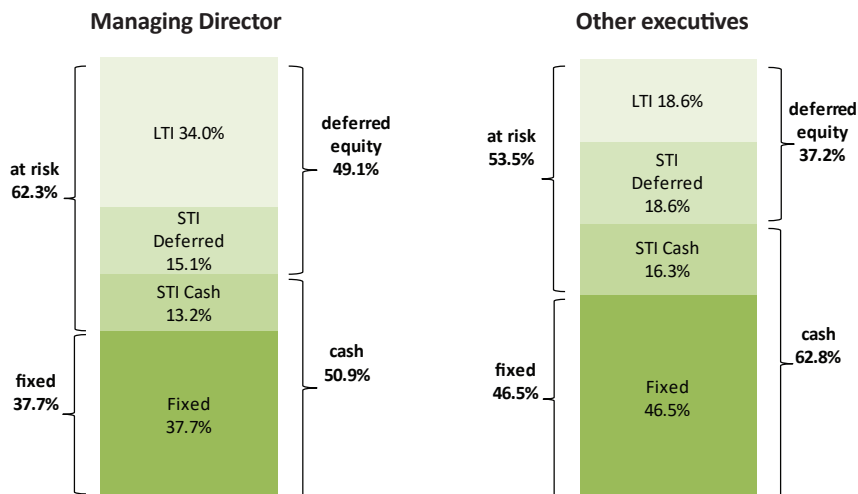 Managing Director
LTI 34.0%
STI
Deferred
15.1%
STI Cash
13.2%
Fixed
37.7%
at risk
62.3%
fixed
37.7%
deferred
equity
49.1%
cash
50.9%
Other executives
LTI 18.6%
STI
Deferred
18.6%
STI Cash
16.3%
Fixed
46.5%
at risk
53.5%
fixed
46.5%
deferred
equity
37.2%
cash
62.8%